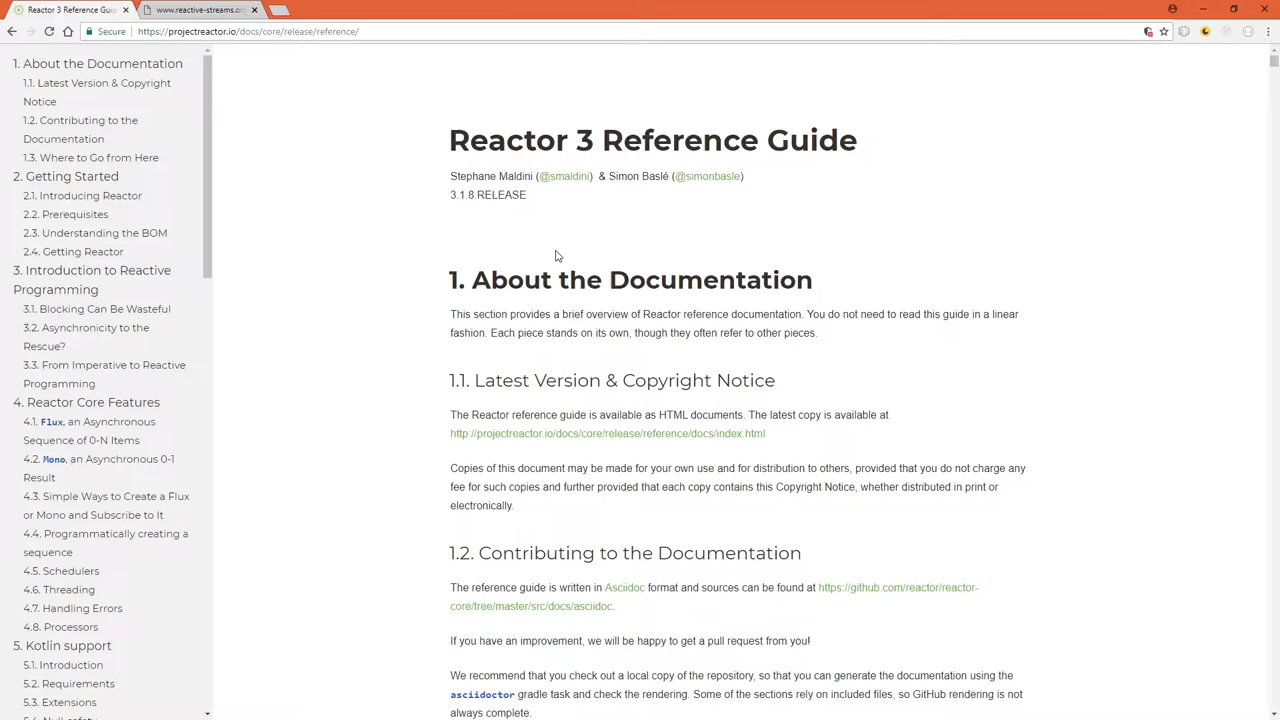 Reactor 3 Reference Gui
www.reactive-streams.or
Secure
https://projectreactor.io/docs/core/release/reference/
1. About the Documentation
1.1. Latest Version & Copyright
Notice
1.2. Contributing to the
Documentation
1.3. Where to Go from Here
2. Getting Started
2.1. Introducing Reactor
2.2. Prerequisites
2.3. Understanding the BOM
2.4. Getting Reactor
3. Introduction to Reactive
Programming
3.1. Blocking Can Be Wasteful
3.2. Asynchronicity to the
Rescue?
3.3. From Imperative to Reactive
Programming
4. Reactor Core Features
4.1. Flux, an Asynchronous
Sequence of 0-N Items
4.2. Mono, an Asynchronous 0-1
Result
4.3. Simple Ways to Create a Flux
or Mono and Subscribe to It
4.4. Programmatically creating a
sequence
4.5. Schedulers
4.6. Threading
4.7. Handling Errors
4.8. Processors
5. Kotlin support
5.1. Introduction
5.2. Requirements
5.3. Extensions
5.4. Null safety
Reactor 3 Reference Guide
Stephane Maldini (@smaldini) & Simon Baslé (@simonbasle)
3.1.8.RELEASE
1. About the Documentation
This section provides a brief overview of Reactor reference documentation. You do not need to read this guide in a linear
fashion. Each piece stands on its own, though they often refer to other pieces.
1.1. Latest Version & Copyright Notice
The Reactor reference guide is available as HTML documents. The latest copy is available at
http://projectreactor.io/docs/core/release/reference/docs/index.html
Copies of this document may be made for your own use and for distribution to others, provided that you do not charge any
fee for such copies and further provided that each copy contains this Copyright Notice, whether distributed in print or
electronically.
1.2. Contributing to the Documentation
The reference guide is written in Asciidoc format and sources can be found at https://github.com/reactor/reactor-
core/tree/master/src/docs/asciidoc.
If you have an improvement, we will be happy to get a pull request from you!
We recommend that you check out a local copy of the repository, so that you can generate the documentation using the
asciidoctor gradle task and check the rendering. Some of the sections rely on included files, so GitHub rendering is not
always complete.